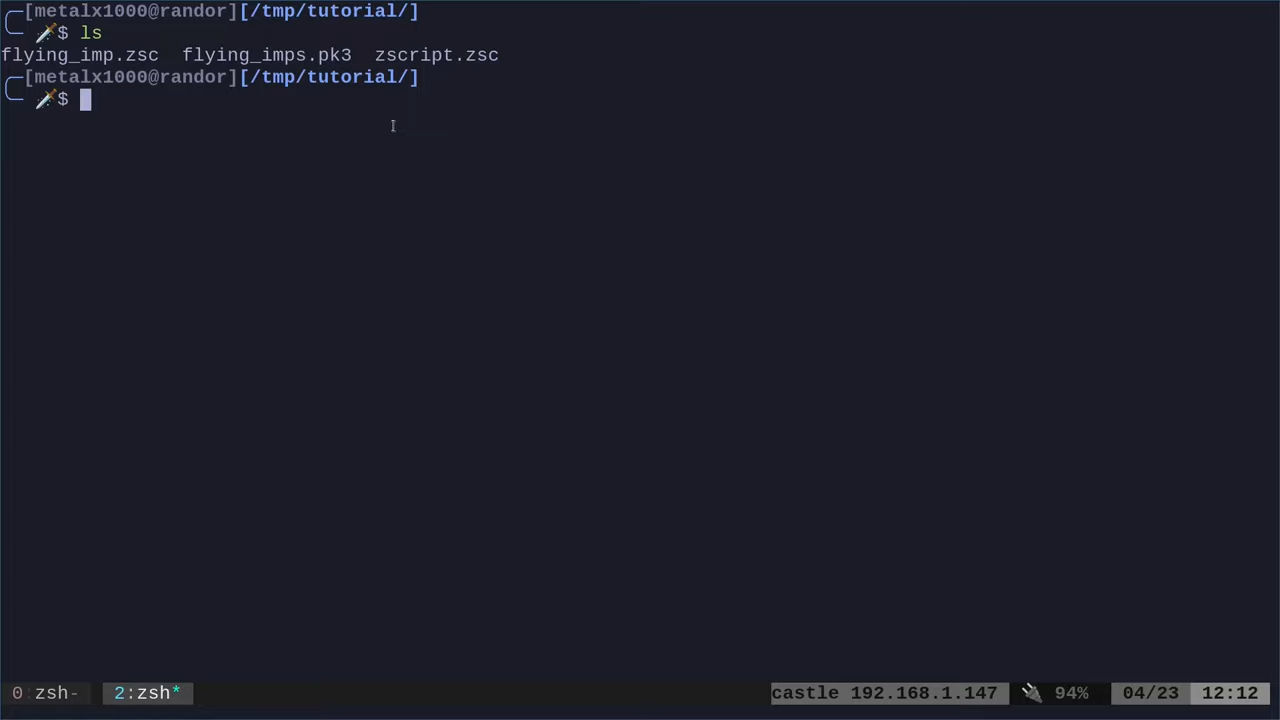 [metalx1000@randor][/tmp/tutorial/]
$ ls
flying_imp.zsc  flying_imps.pk3  zscript.zsc
[metalx1000@randor][/tmp/tutorial/]
$
0:zsh-  2:zsh*  castle 192.168.1.147  94%  04/23  12:12